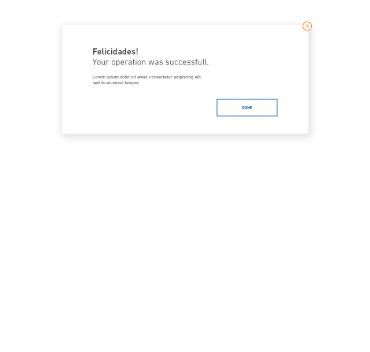 Felicidades!
Your operation was successfull.
Lorem ipsum dolor sit amet, consectetur adipiscing elit,
sed do eiusmod tempor.
DONE